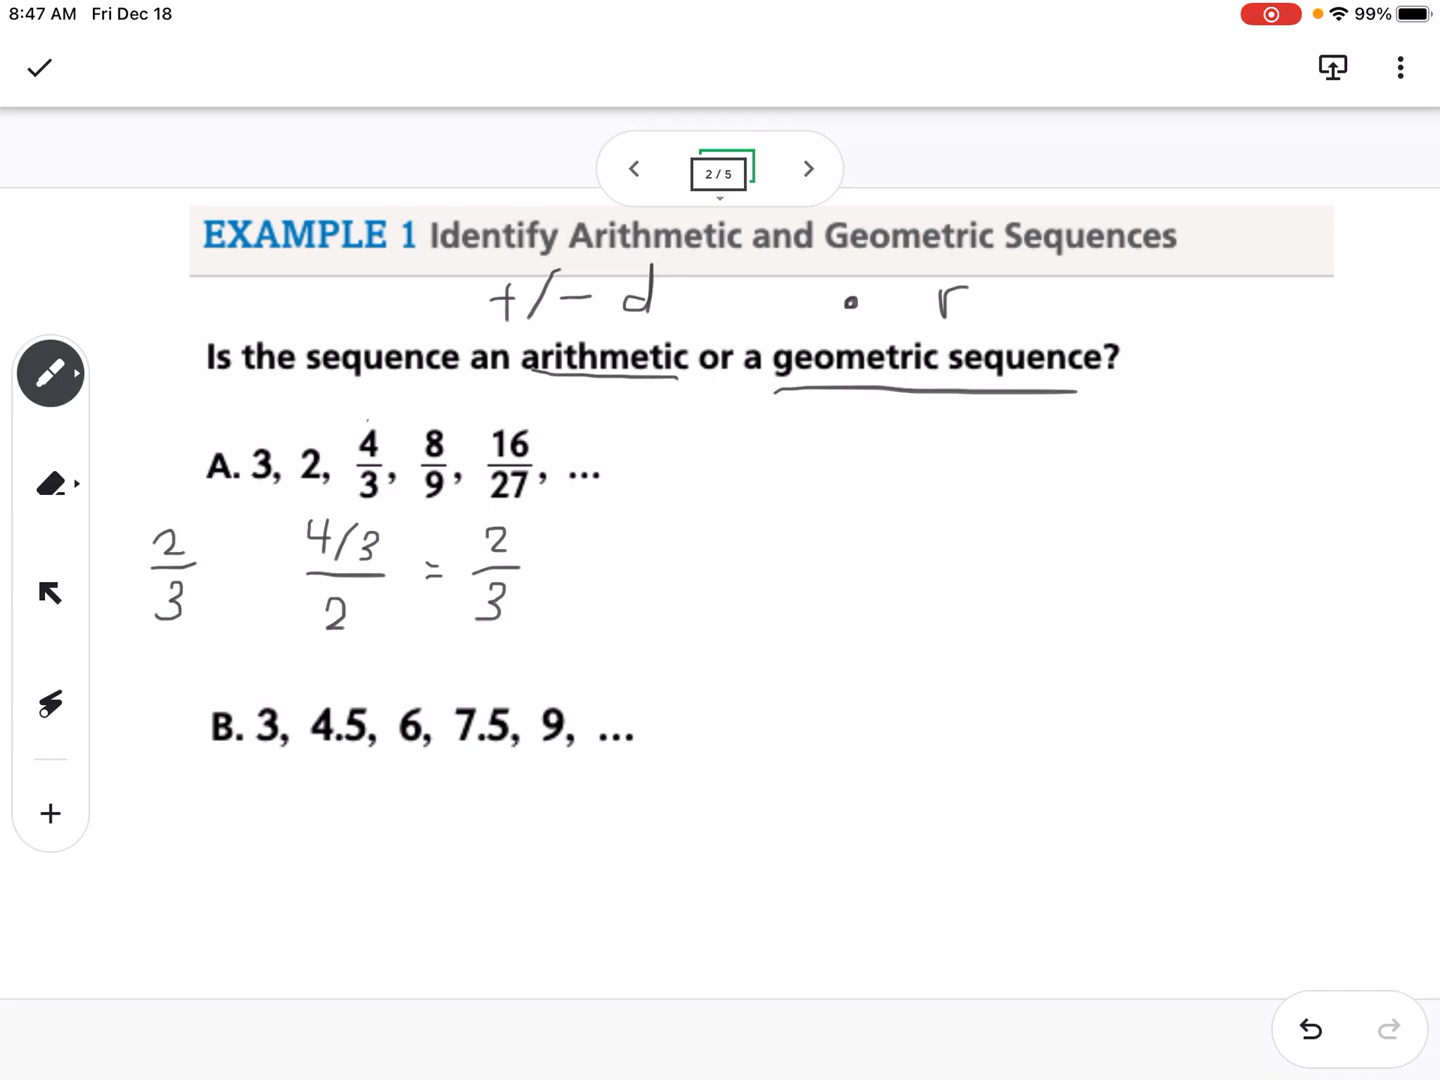 8:47 AM Fri Dec 18 99%
2 / 5
EXAMPLE 1 Identify Arithmetic and Geometric Sequences
+/- d • r
Is the sequence an arithmetic or a geometric sequence?
A. 3, 2, 4/3, 8/9, 16/27, ...
2/3 (4/3)/2 = 2/3
B. 3, 4.5, 6, 7.5, 9, ...